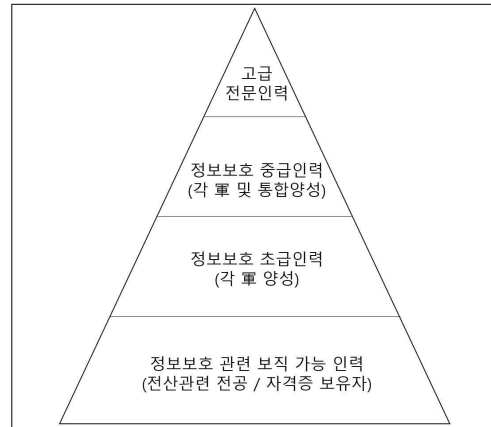 고급
전문인력
정보보호 중급인력
(각 軍 및 통합양성)
정보보호 초급인력
(각 軍 양성)
정보보호 관련 보직 가능 인력
(전산관련 전공 / 자격증 보유자)